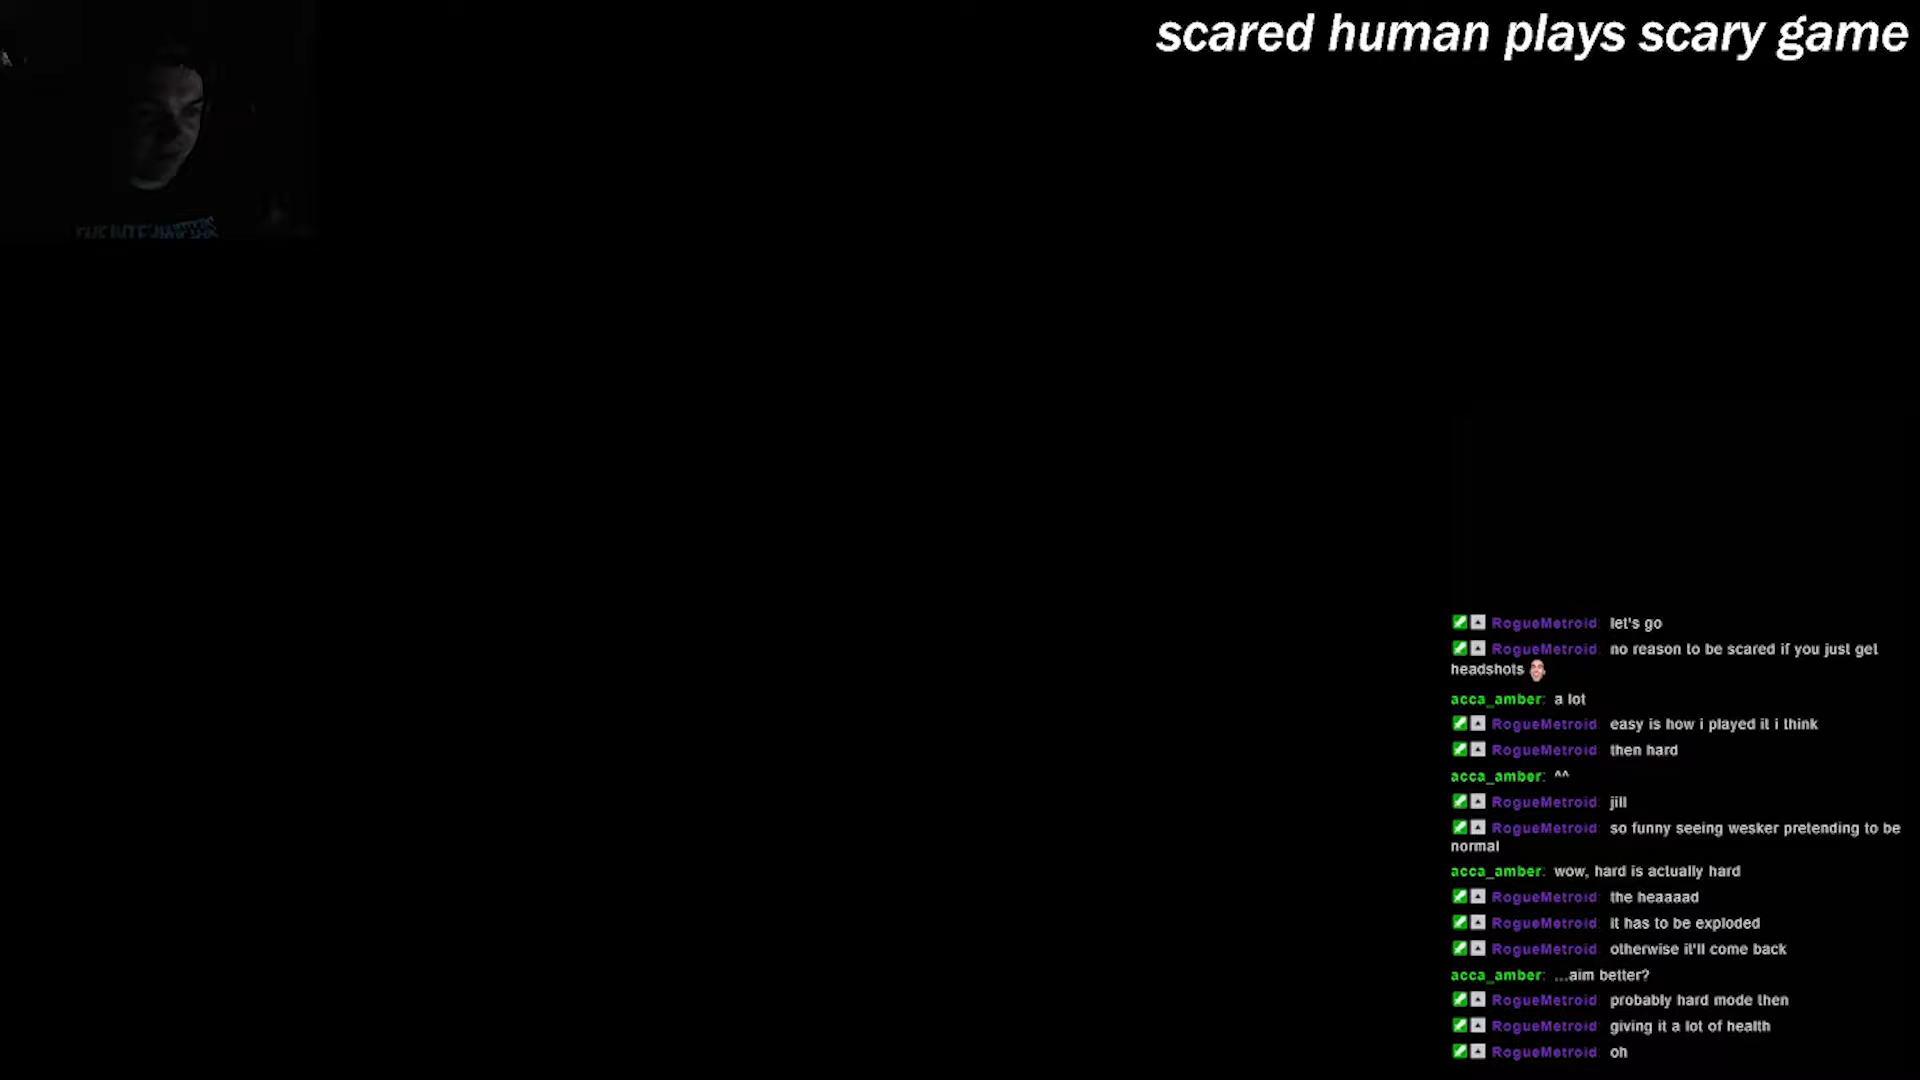 scared human plays scary game
RogueMetroid: let's go
RogueMetroid: no reason to be scared if you just get
headshots
acca_amber: a lot
RogueMetroid: easy is how i played it i think
RogueMetroid: then hard
acca_amber: ^^
RogueMetroid: jill
RogueMetroid: so funny seeing wesker pretending to be
normal
acca_amber: wow, hard is actually hard
RogueMetroid: the heaaaad
RogueMetroid: it has to be exploded
RogueMetroid: otherwise it'll come back
acca_amber: ...aim better?
RogueMetroid: probably hard mode then
RogueMetroid: giving it a lot of health
RogueMetroid: oh